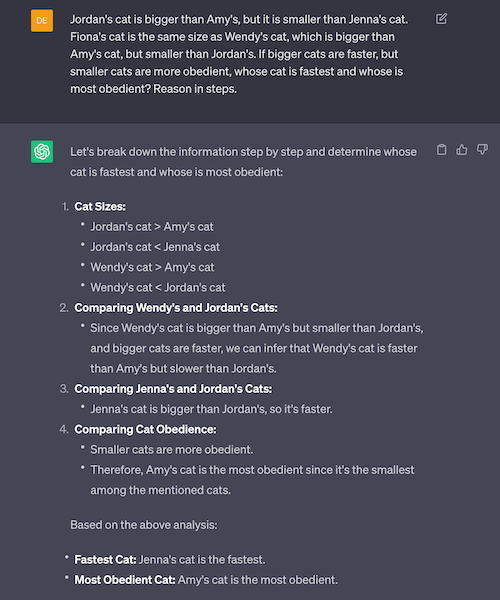 DE
Jordan's cat is bigger than Amy's, but it is smaller than Jenna's cat.
Fiona's cat is the same size as Wendy's cat, which is bigger than
Amy's cat, but smaller than Jordan's. If bigger cats are faster, but
smaller cats are more obedient, whose cat is fastest and whose is
most obedient? Reason in steps.
Let's break down the information step by step and determine whose
cat is fastest and whose is most obedient:
1. Cat Sizes:
• Jordan's cat > Amy's cat
• Jordan's cat < Jenna's cat
• Wendy's cat > Amy's cat
• Wendy's cat < Jordan's cat
2. Comparing Wendy's and Jordan's Cats:
• Since Wendy's cat is bigger than Amy's but smaller than Jordan's,
and bigger cats are faster, we can infer that Wendy's cat is faster
than Amy's but slower than Jordan's.
3. Comparing Jenna's and Jordan's Cats:
• Jenna's cat is bigger than Jordan's, so it's faster.
4. Comparing Cat Obedience:
• Smaller cats are more obedient.
• Therefore, Amy's cat is the most obedient since it's the smallest
among the mentioned cats.
Based on the above analysis:
• Fastest Cat: Jenna's cat is the fastest.
• Most Obedient Cat: Amy's cat is the most obedient.